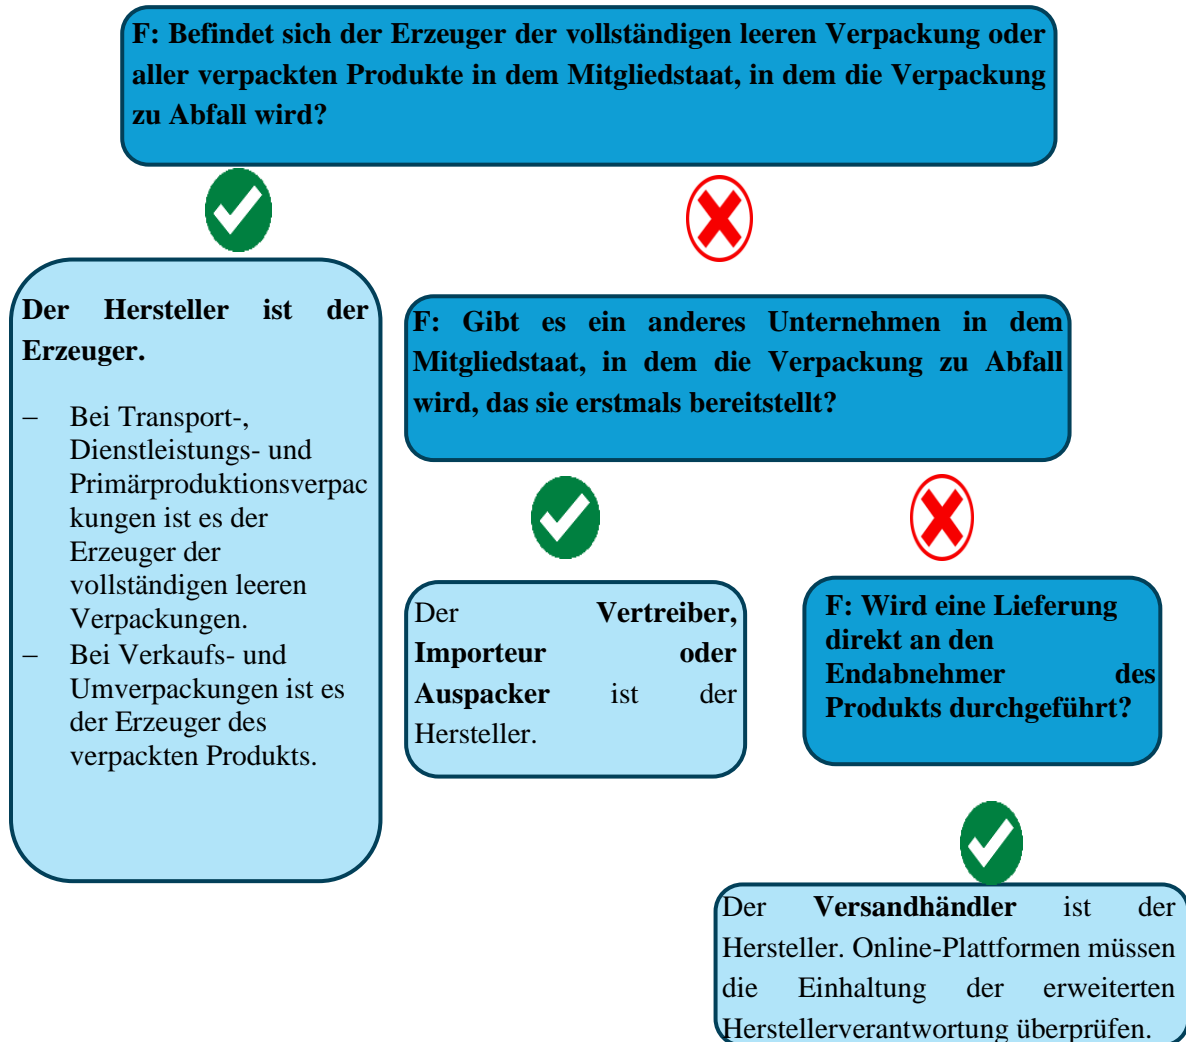 F: Befindet sich der Erzeuger der vollständigen leeren Verpackung oder
aller verpackten Produkte in dem Mitgliedstaat, in dem die Verpackung
zu Abfall wird?
Der Hersteller ist der
Erzeuger.
– Bei Transport-,
Dienstleistungs- und
Primärproduktionsverpac
kungen ist es der
Erzeuger der
vollständigen leeren
Verpackungen.
– Bei Verkaufs- und
Umverpackungen ist es
der Erzeuger des
verpackten Produkts.
F: Gibt es ein anderes Unternehmen in dem
Mitgliedstaat, in dem die Verpackung zu Abfall
wird, das sie erstmals bereitstellt?
Der Vertreiber,
Importeur oder
Auspacker ist der
Hersteller.
F: Wird eine Lieferung
direkt an den
Endabnehmer des
Produkts durchgeführt?
Der Versandhändler ist der
Hersteller. Online-Plattformen müssen
die Einhaltung der erweiterten
Herstellerverantwortung überprüfen.